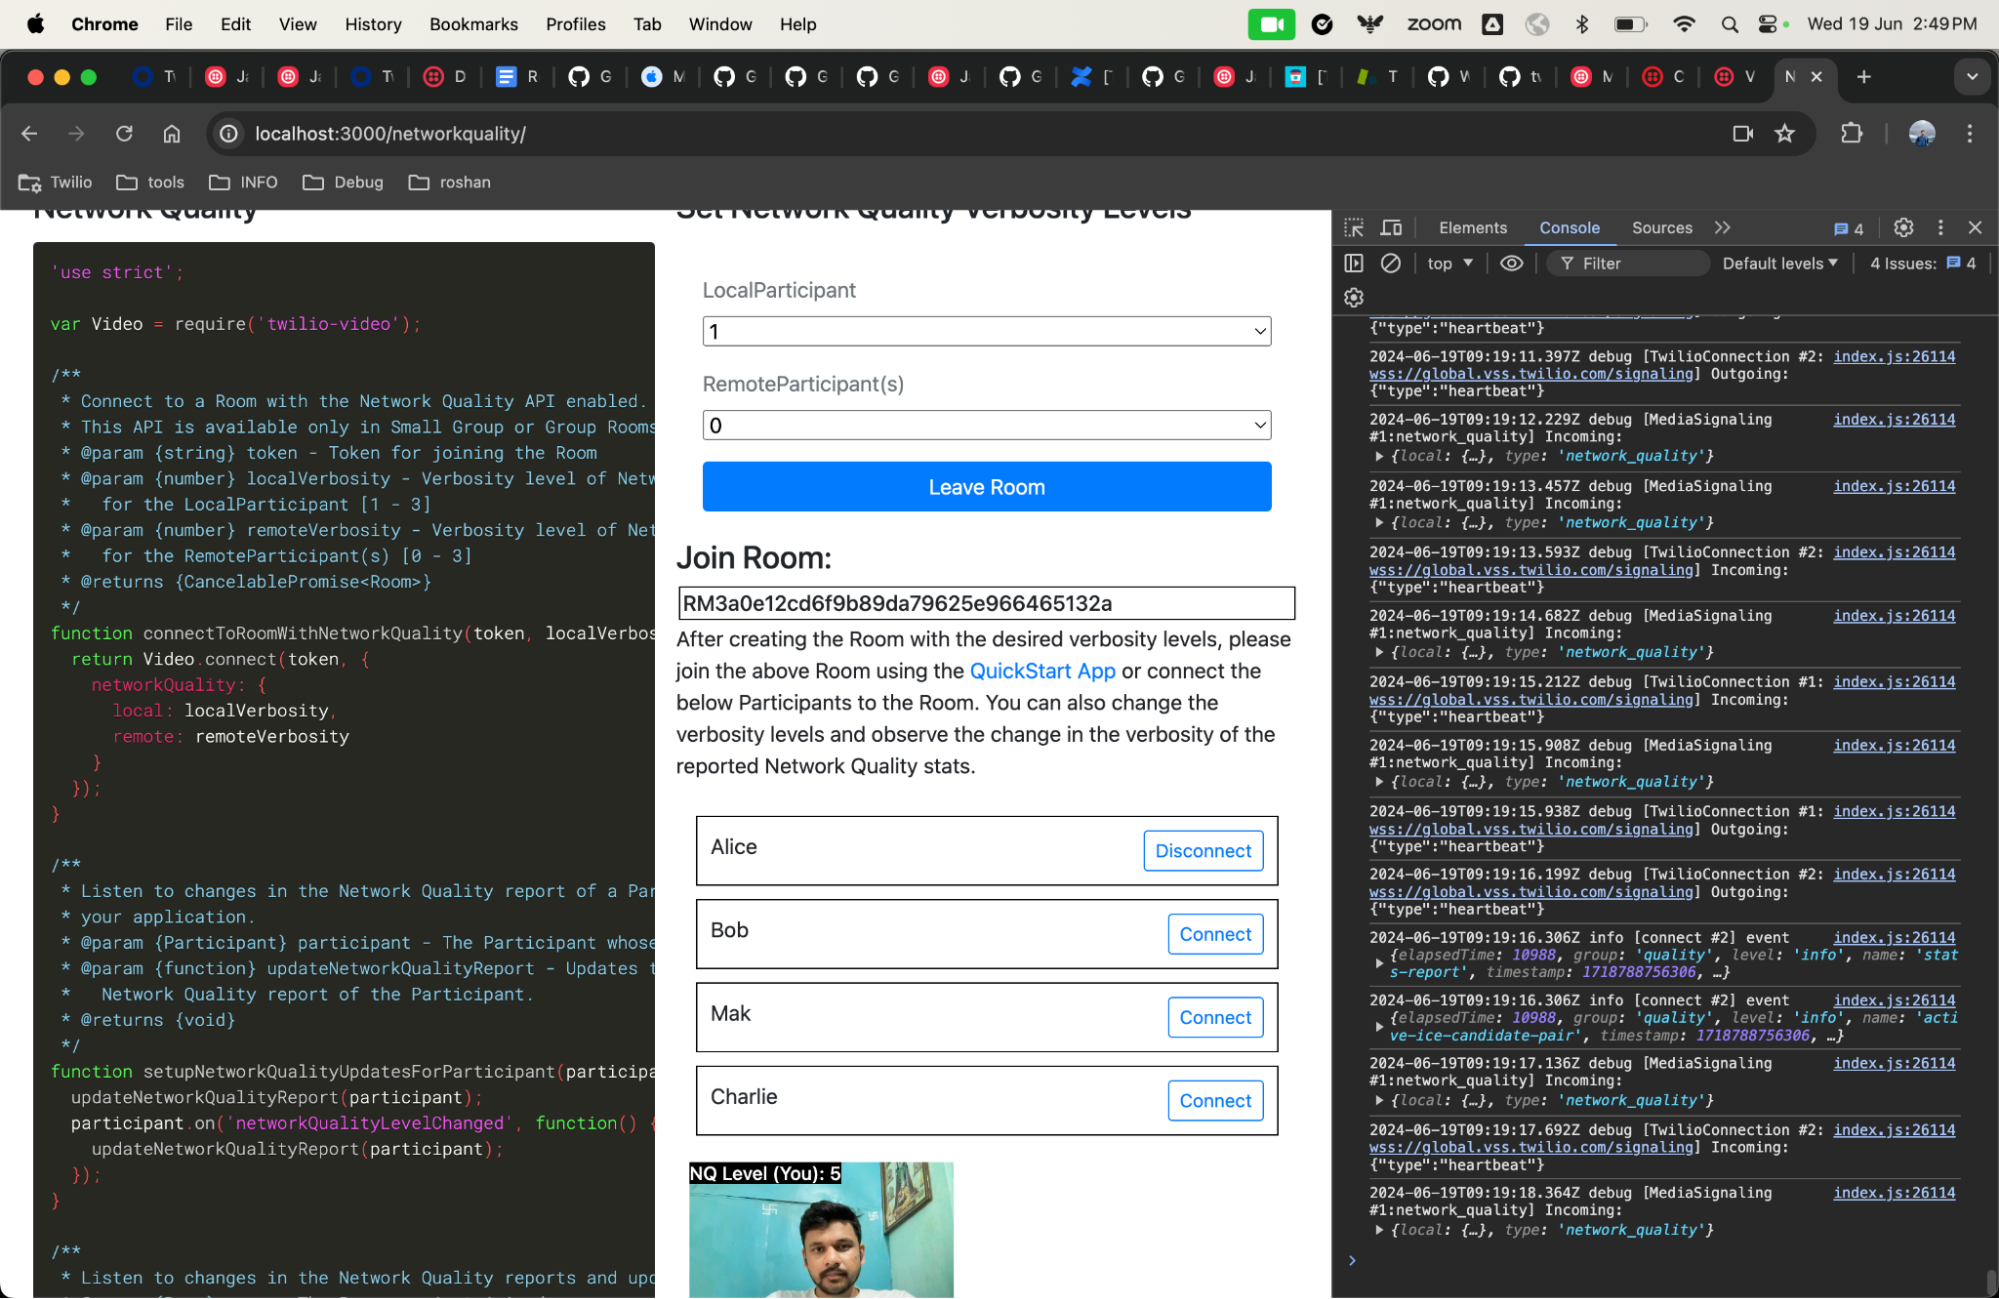 Chrome File Edit View History Bookmarks Profiles Tab Window Help zoom Wed 19 Jun 2:49 PM
localhost:3000/networkquality/
Twilio tools INFO Debug roshan
Network Quality
'use strict';
var Video = require('twilio-video');
/**
* Connect to a Room with the Network Quality API enabled.
* This API is available only in Small Group or Group Rooms
* @param {string} token - Token for joining the Room
* @param {number} localVerbosity - Verbosity level of Netw
* for the LocalParticipant [1 - 3]
* @param {number} remoteVerbosity - Verbosity level of Net
* for the RemoteParticipant(s) [0 - 3]
* @returns {CancelablePromise<Room>}
*/
function connectToRoomWithNetworkQuality(token, localVerbos
return Video.connect(token, {
networkQuality: {
local: localVerbosity,
remote: remoteVerbosity
}
});
}
/**
* Listen to changes in the Network Quality report of a Par
* your application.
* @param {Participant} participant - The Participant whose
* @param {function} updateNetworkQualityReport - Updates t
* Network Quality report of the Participant.
* @returns {void}
*/
function setupNetworkQualityUpdatesForParticipant(participa
updateNetworkQualityReport(participant);
participant.on('networkQualityLevelChanged', function() {
updateNetworkQualityReport(participant);
});
}
/**
* Listen to changes in the Network Quality reports and upd
Set Network Quality Verbosity Levels
LocalParticipant
1
RemoteParticipant(s)
0
Leave Room
Join Room:
RM3a0e12cd6f9b89da79625e966465132a
After creating the Room with the desired verbosity levels, please
join the above Room using the QuickStart App or connect the
below Participants to the Room. You can also change the
verbosity levels and observe the change in the verbosity of the
reported Network Quality stats.
Alice Disconnect
Bob Connect
Mak Connect
Charlie Connect
NQ Level (You): 5
Elements Console Sources 4
top Filter Default levels 4 Issues: 4
{"type":"heartbeat"}
2024-06-19T09:19:11.397Z debug [TwilioConnection #2: index.js:26114
wss://global.vss.twilio.com/signaling] Outgoing:
{"type":"heartbeat"}
2024-06-19T09:19:12.229Z debug [MediaSignaling index.js:26114
#1:network_quality] Incoming:
{local: {…}, type: 'network_quality'}
2024-06-19T09:19:13.457Z debug [MediaSignaling index.js:26114
#1:network_quality] Incoming:
{local: {…}, type: 'network_quality'}
2024-06-19T09:19:13.593Z debug [TwilioConnection #2: index.js:26114
wss://global.vss.twilio.com/signaling] Incoming:
{"type":"heartbeat"}
2024-06-19T09:19:14.682Z debug [MediaSignaling index.js:26114
#1:network_quality] Incoming:
{local: {…}, type: 'network_quality'}
2024-06-19T09:19:15.212Z debug [TwilioConnection #1: index.js:26114
wss://global.vss.twilio.com/signaling] Incoming:
{"type":"heartbeat"}
2024-06-19T09:19:15.908Z debug [MediaSignaling index.js:26114
#1:network_quality] Incoming:
{local: {…}, type: 'network_quality'}
2024-06-19T09:19:15.938Z debug [TwilioConnection #1: index.js:26114
wss://global.vss.twilio.com/signaling] Outgoing:
{"type":"heartbeat"}
2024-06-19T09:19:16.199Z debug [TwilioConnection #2: index.js:26114
wss://global.vss.twilio.com/signaling] Outgoing:
{"type":"heartbeat"}
2024-06-19T09:19:16.306Z info [connect #2] event index.js:26114
{elapsedTime: 10988, group: 'quality', level: 'info', name: 'stat
s-report', timestamp: 1718788756306, …}
2024-06-19T09:19:16.306Z info [connect #2] event index.js:26114
{elapsedTime: 10988, group: 'quality', level: 'info', name: 'acti
ve-ice-candidate-pair', timestamp: 1718788756306, …}
2024-06-19T09:19:17.136Z debug [MediaSignaling index.js:26114
#1:network_quality] Incoming:
{local: {…}, type: 'network_quality'}
2024-06-19T09:19:17.692Z debug [TwilioConnection #2: index.js:26114
wss://global.vss.twilio.com/signaling] Incoming:
{"type":"heartbeat"}
2024-06-19T09:19:18.364Z debug [MediaSignaling index.js:26114
#1:network_quality] Incoming:
{local: {…}, type: 'network_quality'}